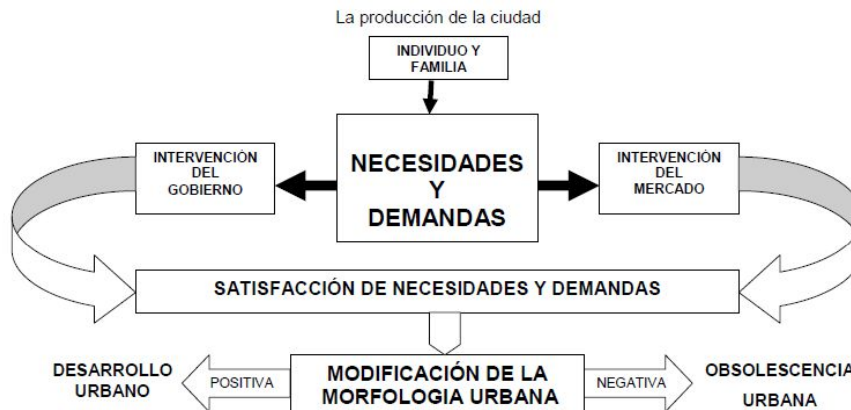 La producción de la ciudad
INDIVIDUO Y
FAMILIA
INTERVENCIÓN
DEL
GOBIERNO
NECESIDADES
Y
DEMANDAS
INTERVENCIÓN
DEL
MERCADO
SATISFACCIÓN DE NECESIDADES Y DEMANDAS
DESARROLLO
URBANO
POSITIVA
MODIFICACIÓN DE LA
MORFOLOGIA URBANA
NEGATIVA
OBSOLESCENCIA
URBANA